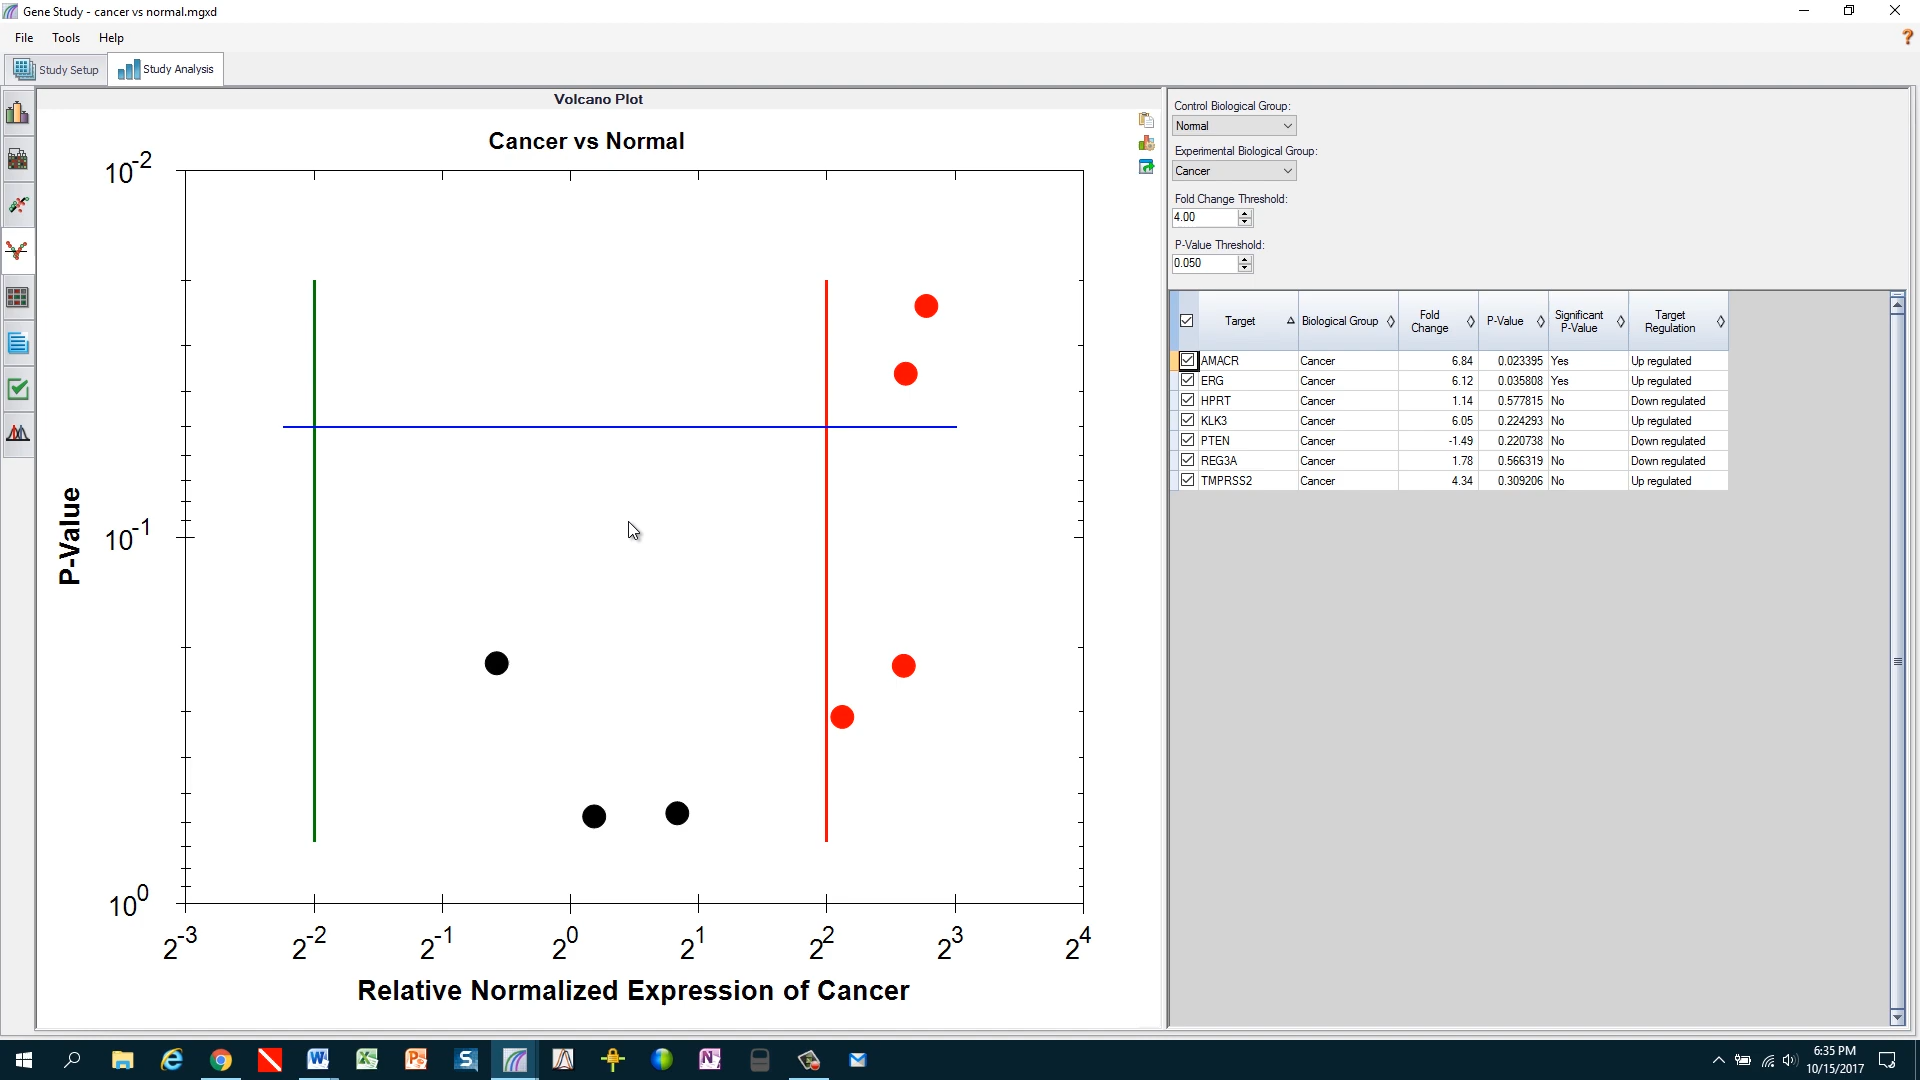 Gene Study - cancer vs normal.mgxd
File Tools Help
Study Setup Study Analysis
Volcano Plot
Cancer vs Normal
10-2
10-1
100
P-Value
2-3 2-2 2-1 20 21 22 23 24
Relative Normalized Expression of Cancer
Control Biological Group:
Normal
Experimental Biological Group:
Cancer
Fold Change Threshold:
4.00
P-Value Threshold:
0.050
Target Biological Group Fold Change P-Value Significant P-Value Target Regulation
AMACR Cancer 6.84 0.023395 Yes Up regulated
ERG Cancer 6.12 0.035808 Yes Up regulated
HPRT Cancer 1.14 0.577815 No Down regulated
KLK3 Cancer 6.05 0.224293 No Up regulated
PTEN Cancer -1.49 0.220738 No Down regulated
REG3A Cancer 1.78 0.566319 No Down regulated
TMPRSS2 Cancer 4.34 0.309206 No Up regulated
6:35 PM
10/15/2017